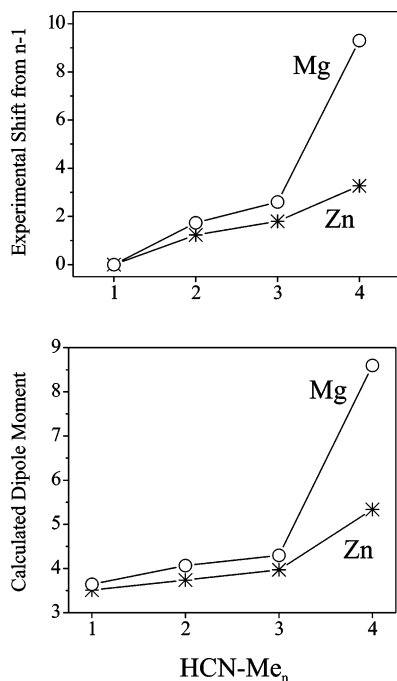 Experimental Shift from n-1
10
8
6
4
2
0
Mg
Zn
1 2 3 4
Calculated Dipole Moment
9
8
7
6
5
4
3
Mg
Zn
1 2 3 4
HCN-Meₙ